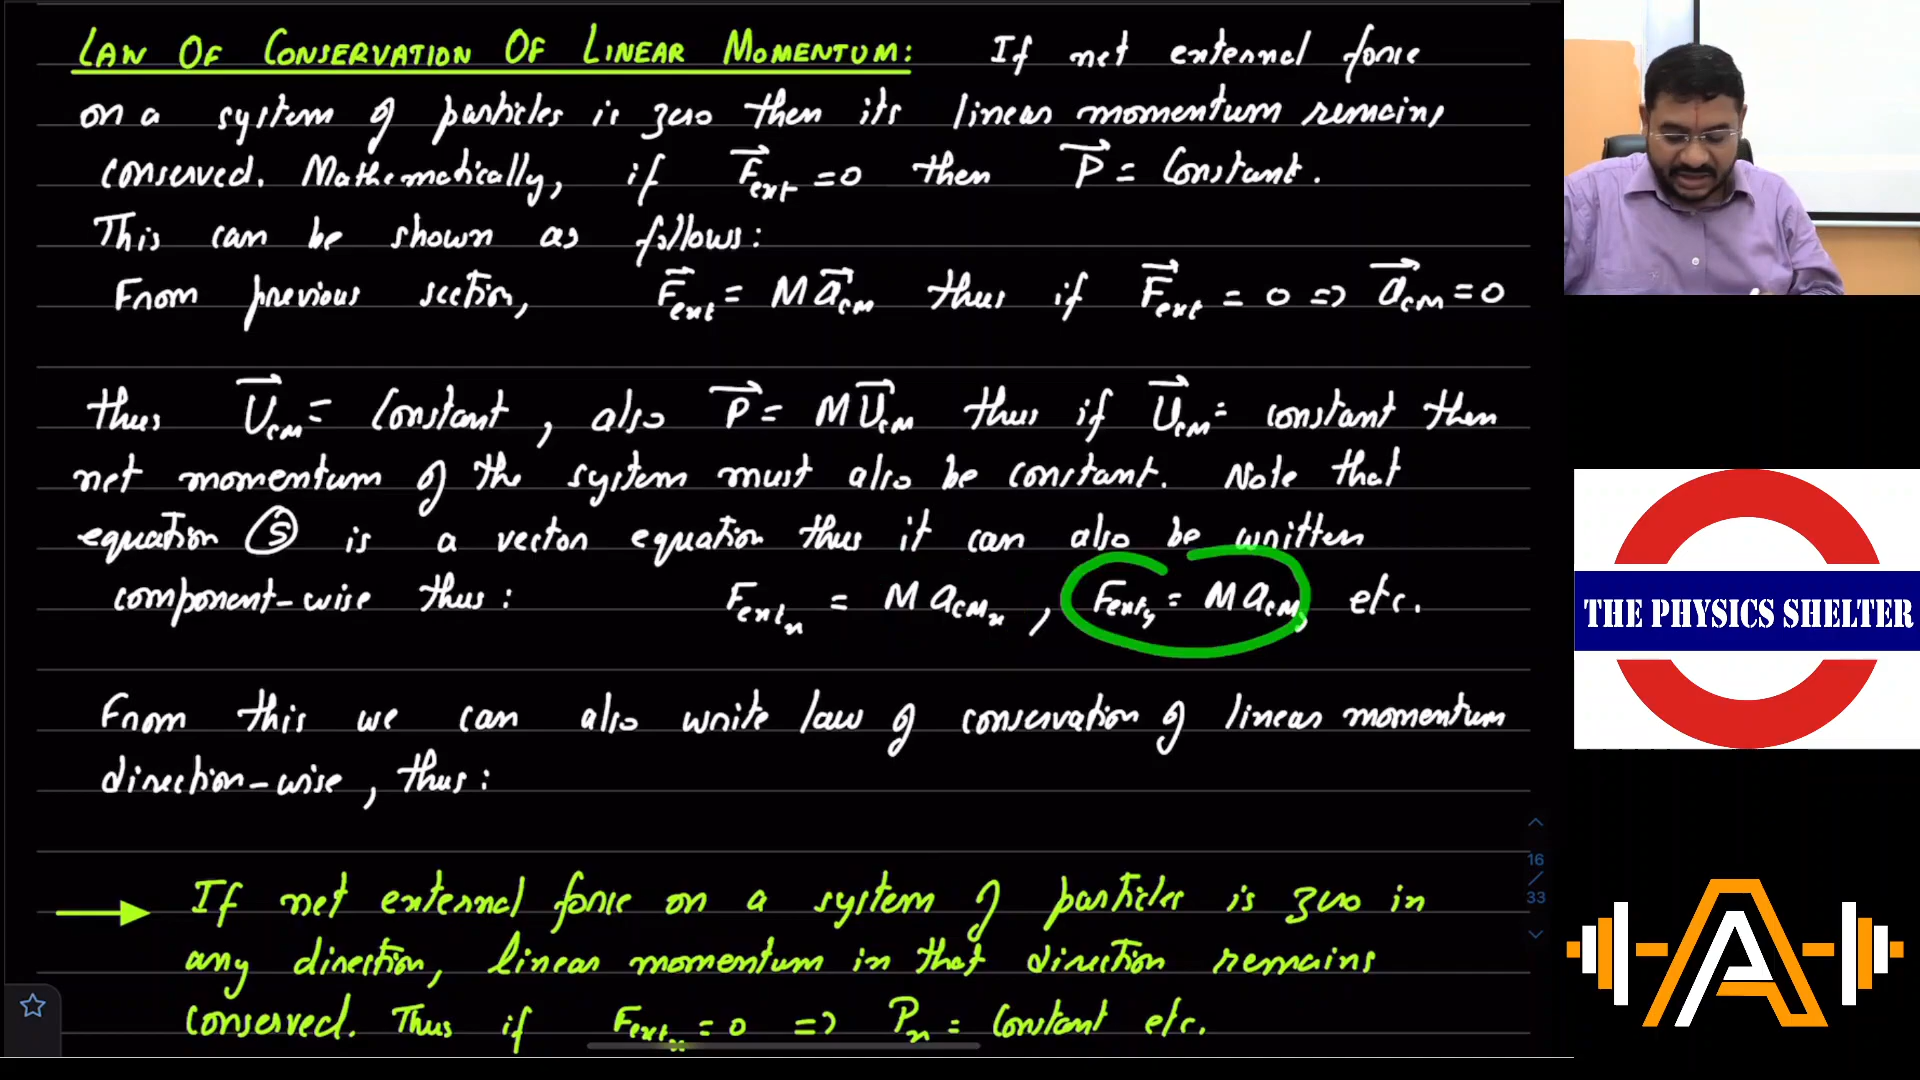 LAW OF CONSERVATION OF LINEAR MOMENTUM: If net external force
on a system of particles is zero then its linear momentum remains
conserved. Mathematically, if F⃗ext = 0 then P⃗ = Constant.
This can be shown as follows:
From previous section, F⃗ext = M a⃗cm thus if F⃗ext = 0 => a⃗cm = 0
thus U⃗cm = Constant, also P⃗ = M U⃗cm thus if U⃗cm = constant then
net momentum of the system must also be constant. Note that
equation ⑤ is a vector equation thus it can also be written
component-wise thus: Fextx = M acmx, Fexty = M acmy etc.
From this we can also write law of conservation of linear momentum
direction-wise, thus:
→ If net external force on a system of particles is zero in
any direction, linear momentum in that direction remains
conserved. Thus if Fextx = 0 => Px = Constant etc.
16
/
33
THE PHYSICS SHELTER